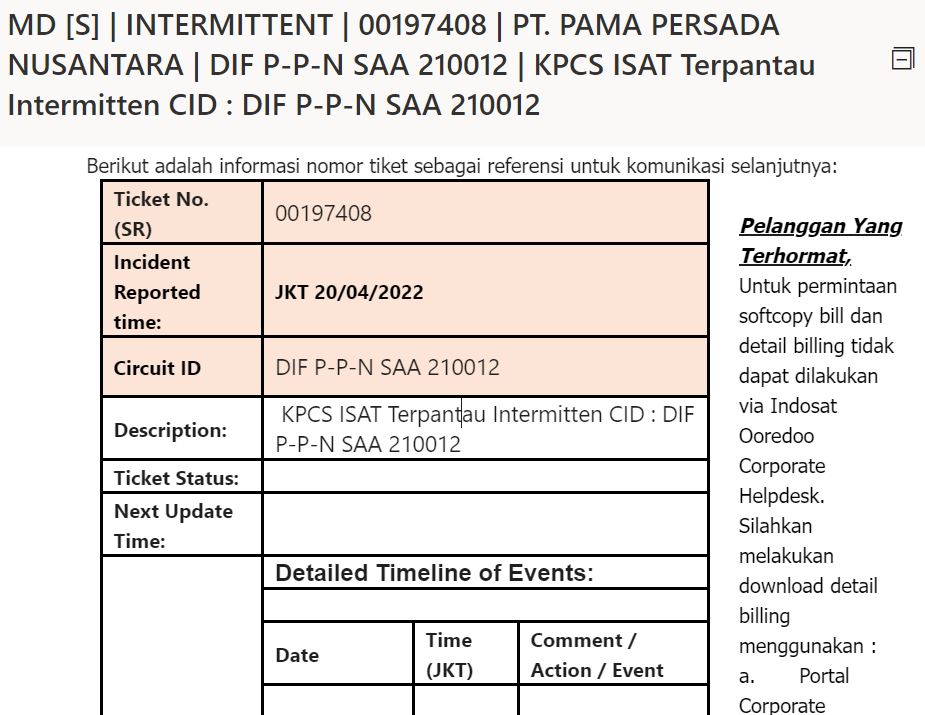 MD [S] | INTERMITTENT | 00197408 | PT. PAMA PERSADA
NUSANTARA | DIF P-P-N SAA 210012 | KPCS ISAT Terpantau
Intermitten CID : DIF P-P-N SAA 210012
Berikut adalah informasi nomor tiket sebagai referensi untuk komunikasi selanjutnya:
Ticket No.
(SR)
00197408
Incident
Reported
time:
JKT 20/04/2022
Circuit ID
DIF P-P-N SAA 210012
Description:
KPCS ISAT Terpantau Intermitten CID : DIF
P-P-N SAA 210012
Ticket Status:
Next Update
Time:
Detailed Timeline of Events:
Date
Time
(JKT)
Comment /
Action / Event
Pelanggan Yang
Terhormat,
Untuk permintaan
softcopy bill dan
detail billing tidak
dapat dilakukan
via Indosat
Ooredoo
Corporate
Helpdesk.
Silahkan
melakukan
download detail
billing
menggunakan :
a. Portal
Corporate